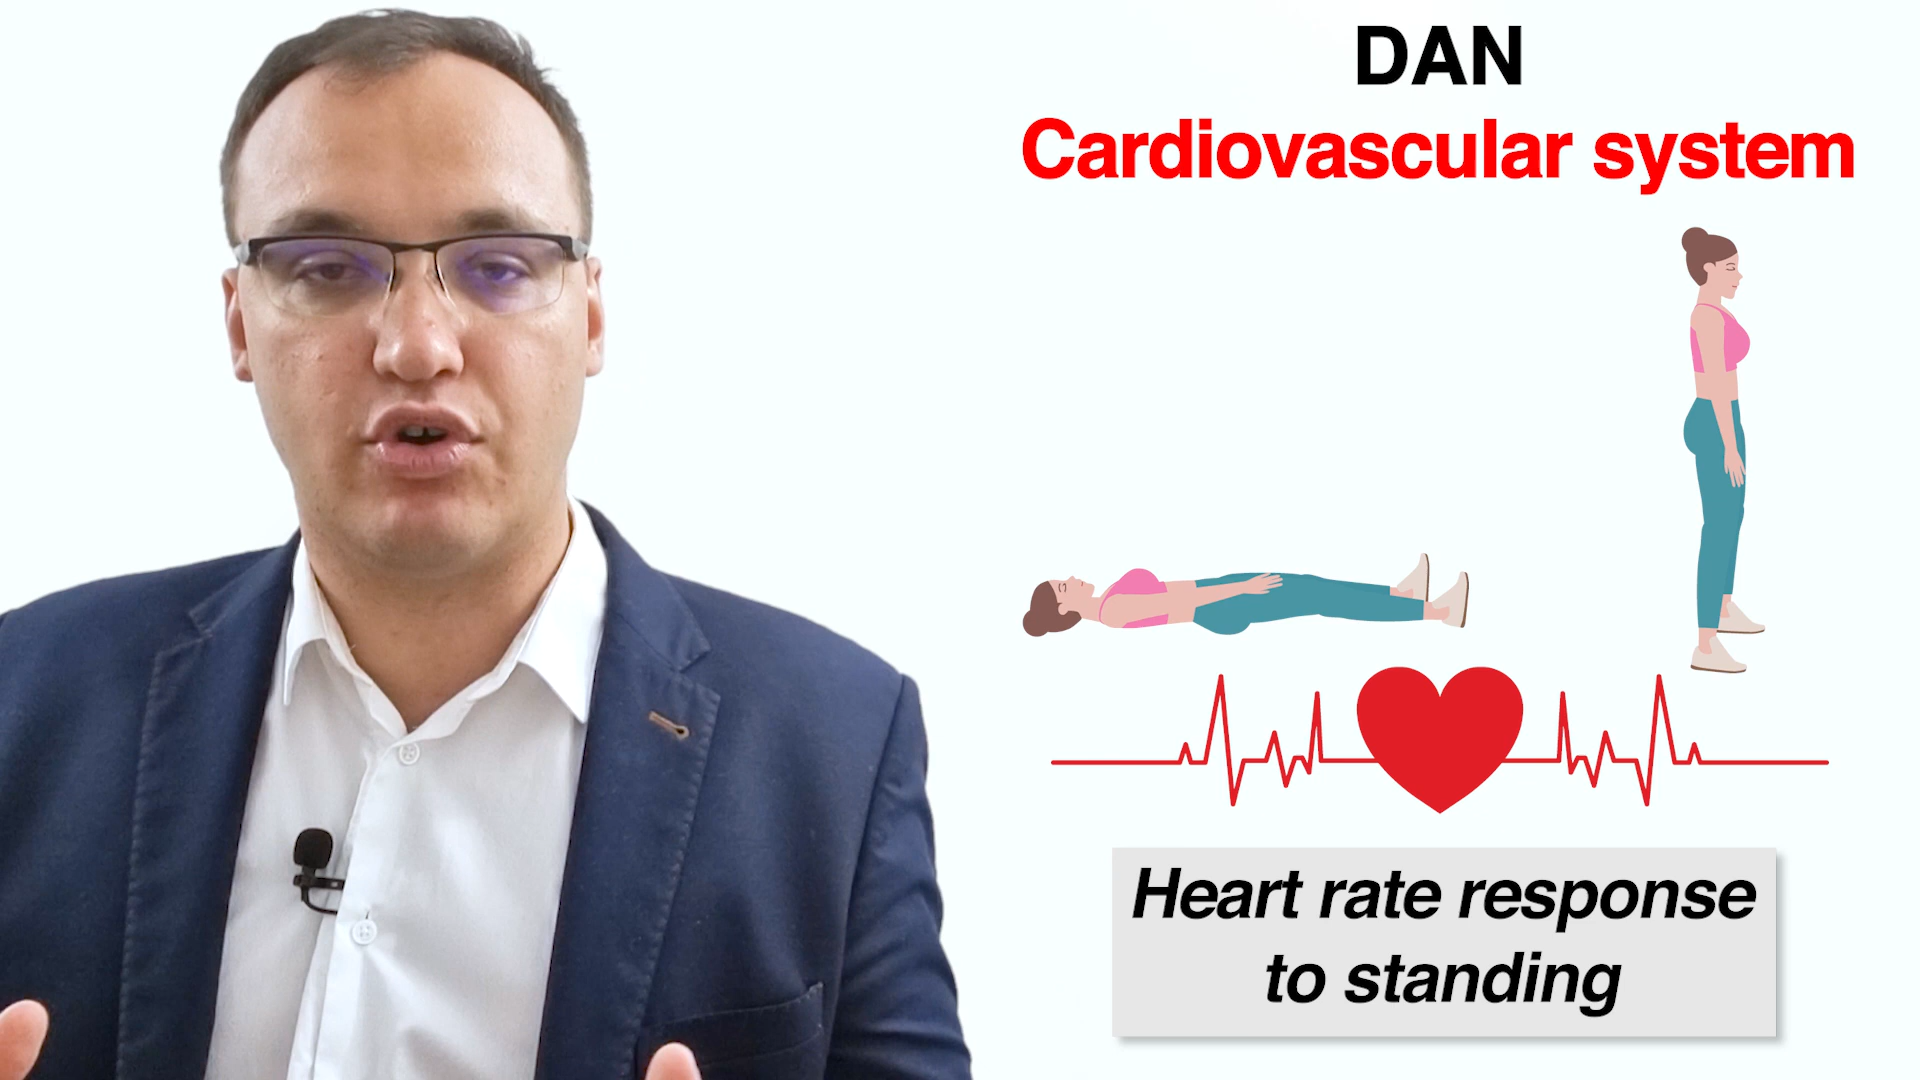 DAN
Cardiovascular system
Heart rate response
to standing